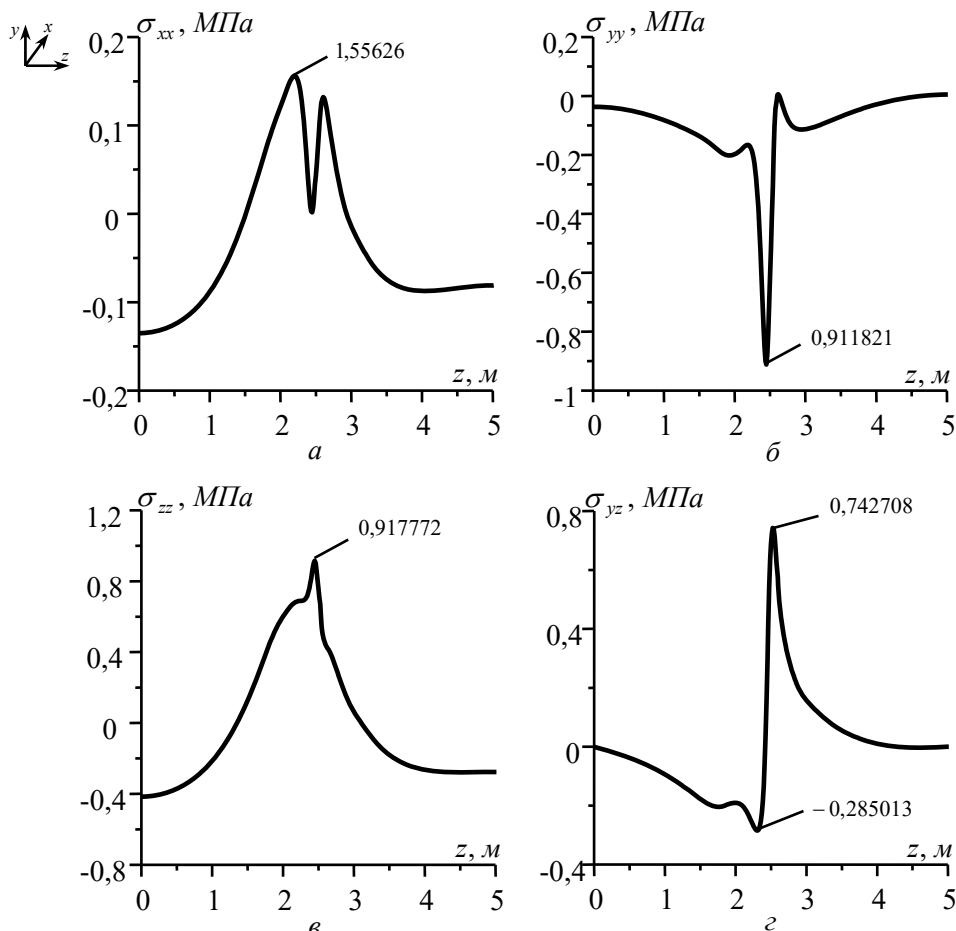 y
x
z
σxx, МПа
1,55626
0,2
0,1
0
-0,1
-0,2
z, м
0 1 2 3 4 5
а
σyy, МПа
0,2
0
-0,2
-0,4
-0,6
-0,8
-1
0,911821
z, м
0 1 2 3 4 5
б
σzz, МПа
1,2
0,8
0,4
0
-0,4
-0,8
0,917772
z, м
0 1 2 3 4 5
в
σyz, МПа
0,8
0,4
0
-0,4
0,742708
–0,285013
z, м
0 1 2 3 4 5
г